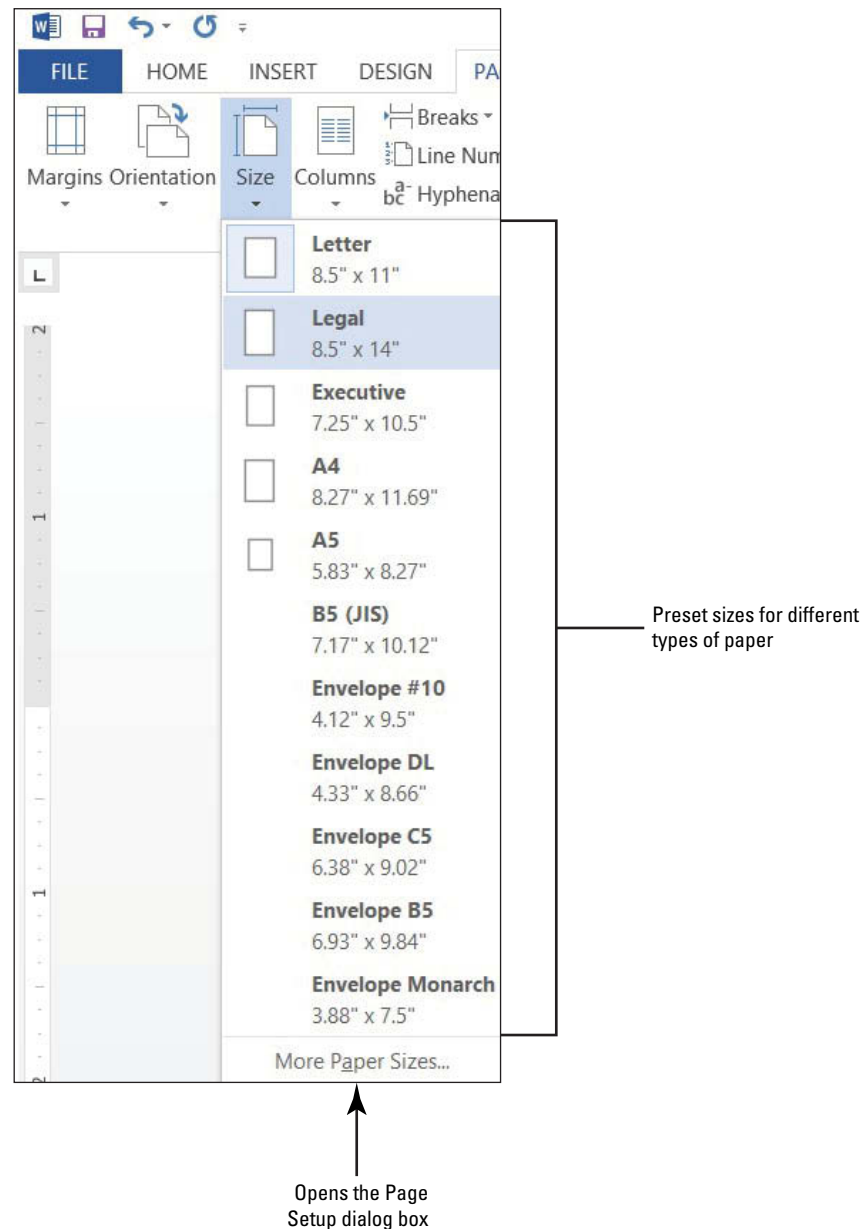 FILE HOME INSERT DESIGN PA
Breaks
Line Num
Margins Orientation Size Columns
Hyphena
Letter
8.5" x 11"
Legal
8.5" x 14"
Executive
7.25" x 10.5"
A4
8.27" x 11.69"
A5
5.83" x 8.27"
B5 (JIS)
7.17" x 10.12"
Envelope #10
4.12" x 9.5"
Envelope DL
4.33" x 8.66"
Envelope C5
6.38" x 9.02"
Envelope B5
6.93" x 9.84"
Envelope Monarch
3.88" x 7.5"
More Paper Sizes...
2
1
1
2
Preset sizes for different
types of paper
Opens the Page
Setup dialog box